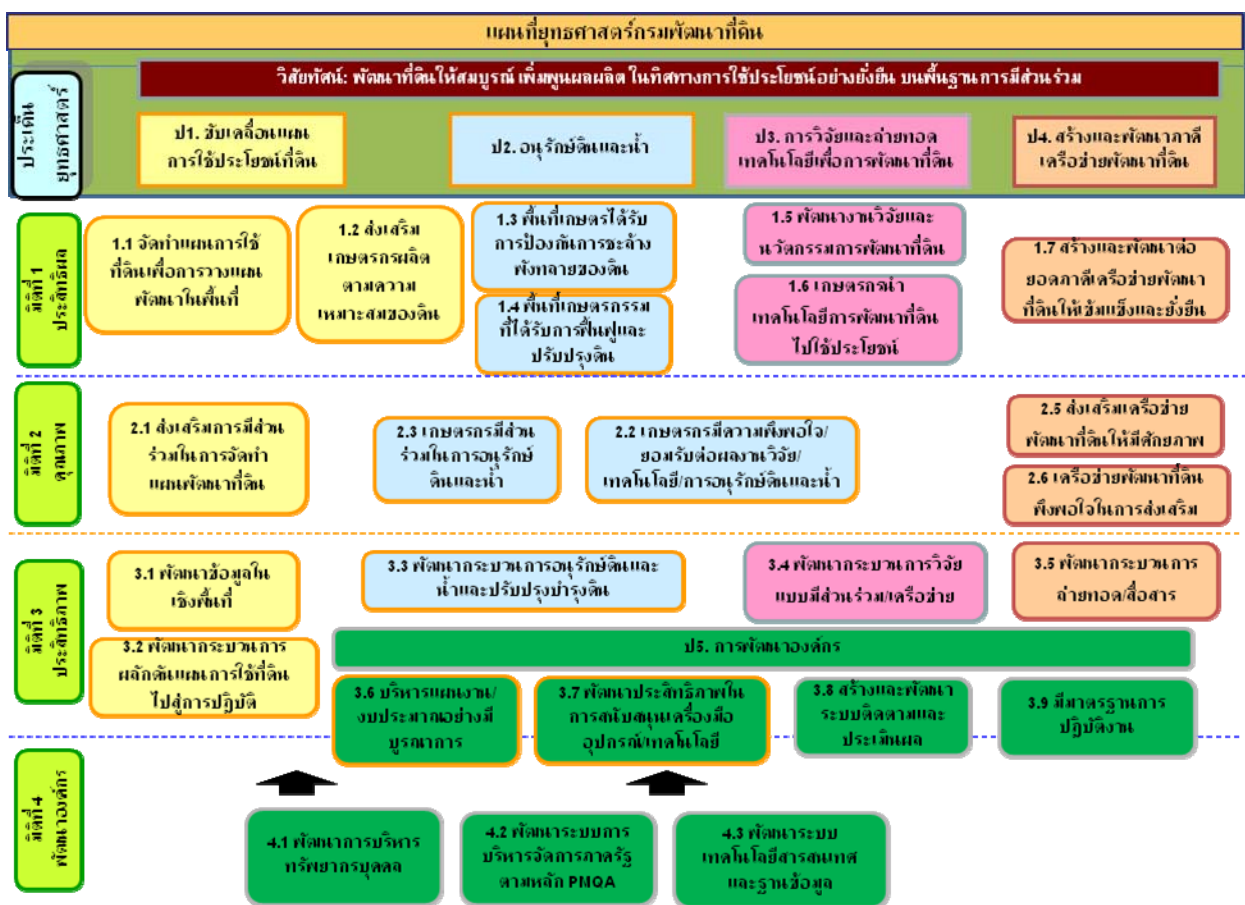 แผนที่ยุทธศาสตร์กรมพัฒนาที่ดิน
วิสัยทัศน์: พัฒนาที่ดินให้สมบูรณ์ เพิ่มพูนผลผลิต ในทิศทางการใช้ประโยชน์อย่างยั่งยืน บนพื้นฐานการมีส่วนร่วม
ประเด็น
ยุทธศาสตร์
ป1. ขับเคลื่อนแผน
การใช้ประโยชน์ที่ดิน
ป2. อนุรักษ์ดินและน้ำ
ป3. การวิจัยและถ่ายทอด
เทคโนโลยีเพื่อการพัฒนาที่ดิน
ป4. สร้างและพัฒนาภาคี
เครือข่ายพัฒนาที่ดิน
มิติที่ 1
ประสิทธิผล
1.1 จัดทำแผนการใช้
ที่ดินเพื่อการวางแผน
พัฒนาในพื้นที่
1.2 ส่งเสริม
เกษตรกรผลิต
ตามความ
เหมาะสมของดิน
1.3 พื้นที่เกษตรได้รับ
การป้องกันการชะล้าง
พังทลายของดิน
1.4 พื้นที่เกษตรกรรม
ที่ได้รับการฟื้นฟูและ
ปรับปรุงดิน
1.5 พัฒนางานวิจัยและ
นวัตกรรมการพัฒนาที่ดิน
1.6 เกษตรกรนำ
เทคโนโลยีการพัฒนาที่ดิน
ไปใช้ประโยชน์
1.7 สร้างและพัฒนาต่อ
ยอดภาคีเครือข่ายพัฒนา
ที่ดินให้เข้มแข็งและยั่งยืน
มิติที่ 2
คุณภาพ
2.1 ส่งเสริมการมีส่วน
ร่วมในการจัดทำ
แผนพัฒนาที่ดิน
2.3 เกษตรกรมีส่วน
ร่วมในการอนุรักษ์
ดินและน้ำ
2.2 เกษตรกรมีความพึงพอใจ/
ยอมรับต่อผลงานวิจัย/
เทคโนโลยี/การอนุรักษ์ดินและน้ำ
2.5 ส่งเสริมเครือข่าย
พัฒนาที่ดินให้มีศักยภาพ
2.6 เครือข่ายพัฒนาที่ดิน
พึงพอใจในการส่งเสริม
มิติที่ 3
ประสิทธิภาพ
3.1 พัฒนาข้อมูลใน
เชิงพื้นที่
3.2 พัฒนากระบวนการ
ผลักดันแผนการใช้ที่ดิน
ไปสู่การปฏิบัติ
3.3 พัฒนากระบวนการอนุรักษ์ดินและ
น้ำและปรับปรุงบำรุงดิน
3.4 พัฒนากระบวนการวิจัย
แบบมีส่วนร่วม/เครือข่าย
3.5 พัฒนากระบวนการ
ถ่ายทอด/สื่อสาร
ป5. การพัฒนาองค์กร
3.6 บริหารแผนงาน/
งบประมาณอย่างมี
บูรณาการ
3.7 พัฒนาประสิทธิภาพใน
การสนับสนุนเครื่องมือ
อุปกรณ์/เทคโนโลยี
3.8 สร้างและพัฒนา
ระบบติดตามและ
ประเมินผล
3.9 มีมาตรฐานการ
ปฏิบัติงาน
มิติที่ 4
พัฒนาองค์กร
4.1 พัฒนาการบริหาร
ทรัพยากรบุคคล
4.2 พัฒนาระบบการ
บริหารจัดการภาครัฐ
ตามหลัก PMQA
4.3 พัฒนาระบบ
เทคโนโลยีสารสนเทศ
และฐานข้อมูล